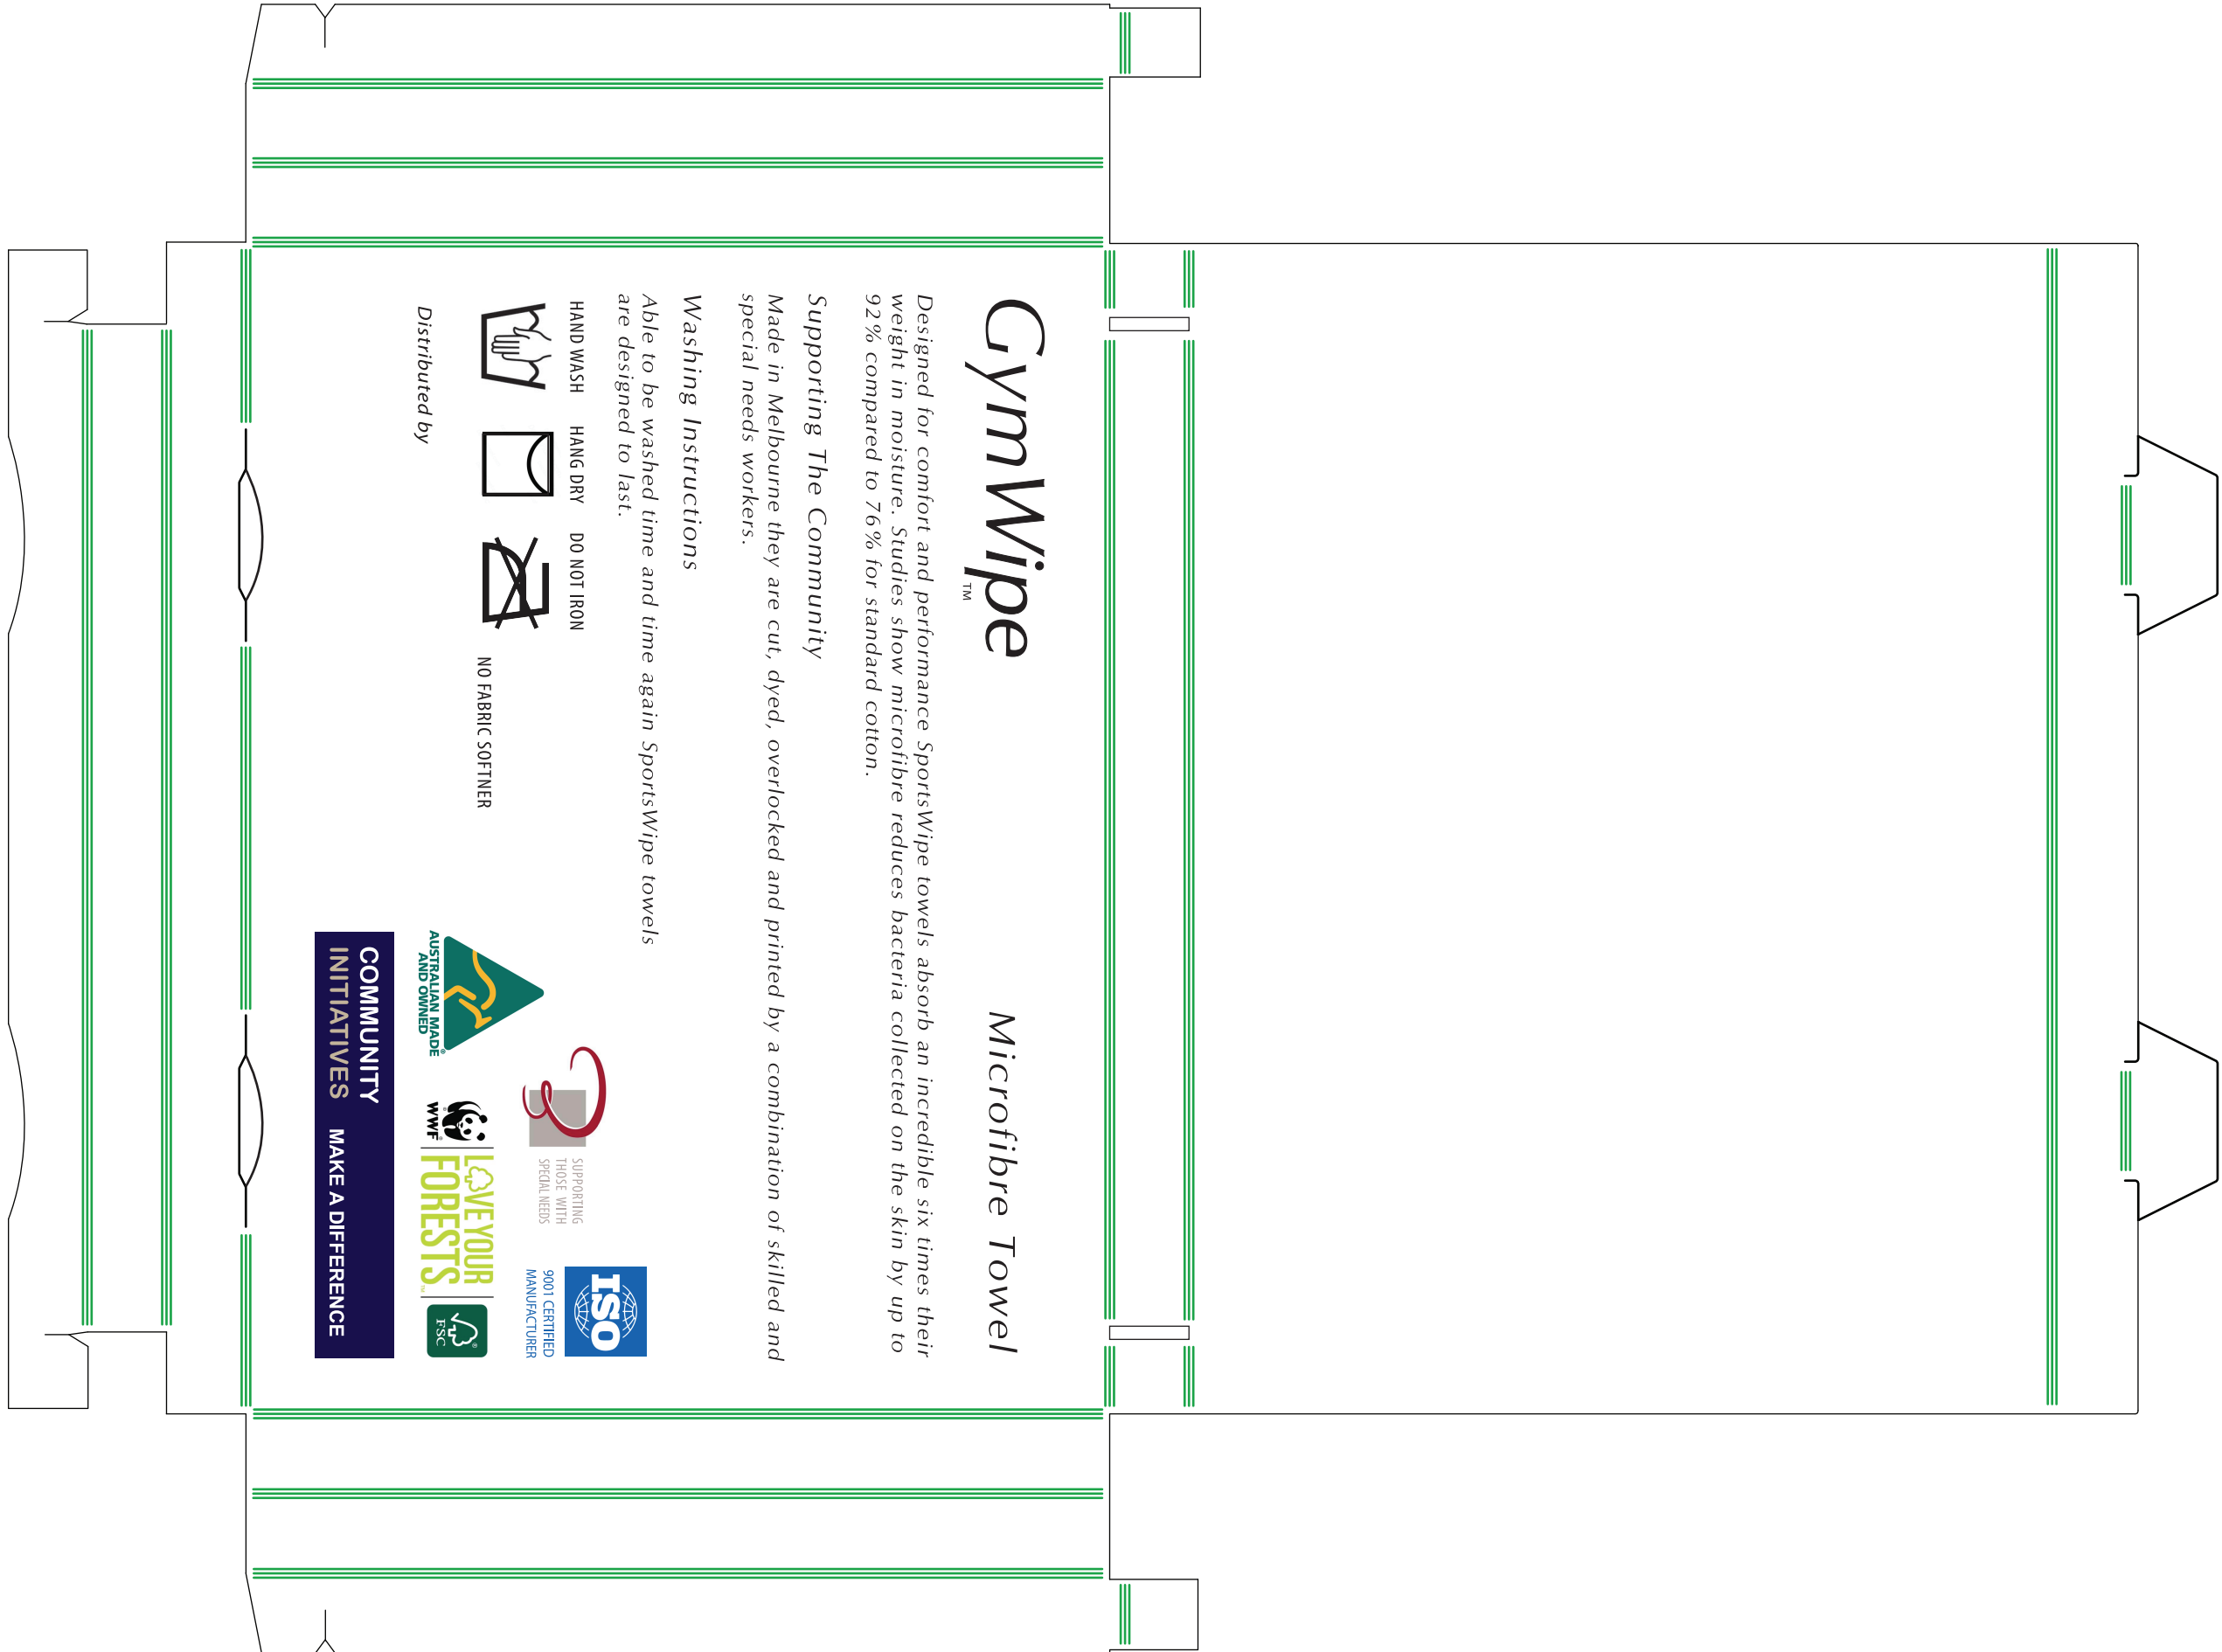 GymWipe™
Microfibre Towel
Designed for comfort and performance SportsWipe towels absorb an incredible six times their
weight in moisture. Studies show microfibre reduces bacteria collected on the skin by up to
92% compared to 76% for standard cotton.
Supporting The Community
Made in Melbourne they are cut, dyed, overlocked and printed by a combination of skilled and
special needs workers.
Washing Instructions
Able to be washed time and time again SportsWipe towels
are designed to last.
HAND WASH
HANG DRY
DO NOT IRON
NO FABRIC SOFTNER
Distributed by
ISO
9001 CERTIFIED
MANUFACTURER
SUPPORTING
THOSE WITH
SPECIAL NEEDS
AUSTRALIAN MADE
AND OWNED®
WWF®
LOVE YOUR
FORESTS™
FSC®
COMMUNITY
INITIATIVES MAKE A DIFFERENCE